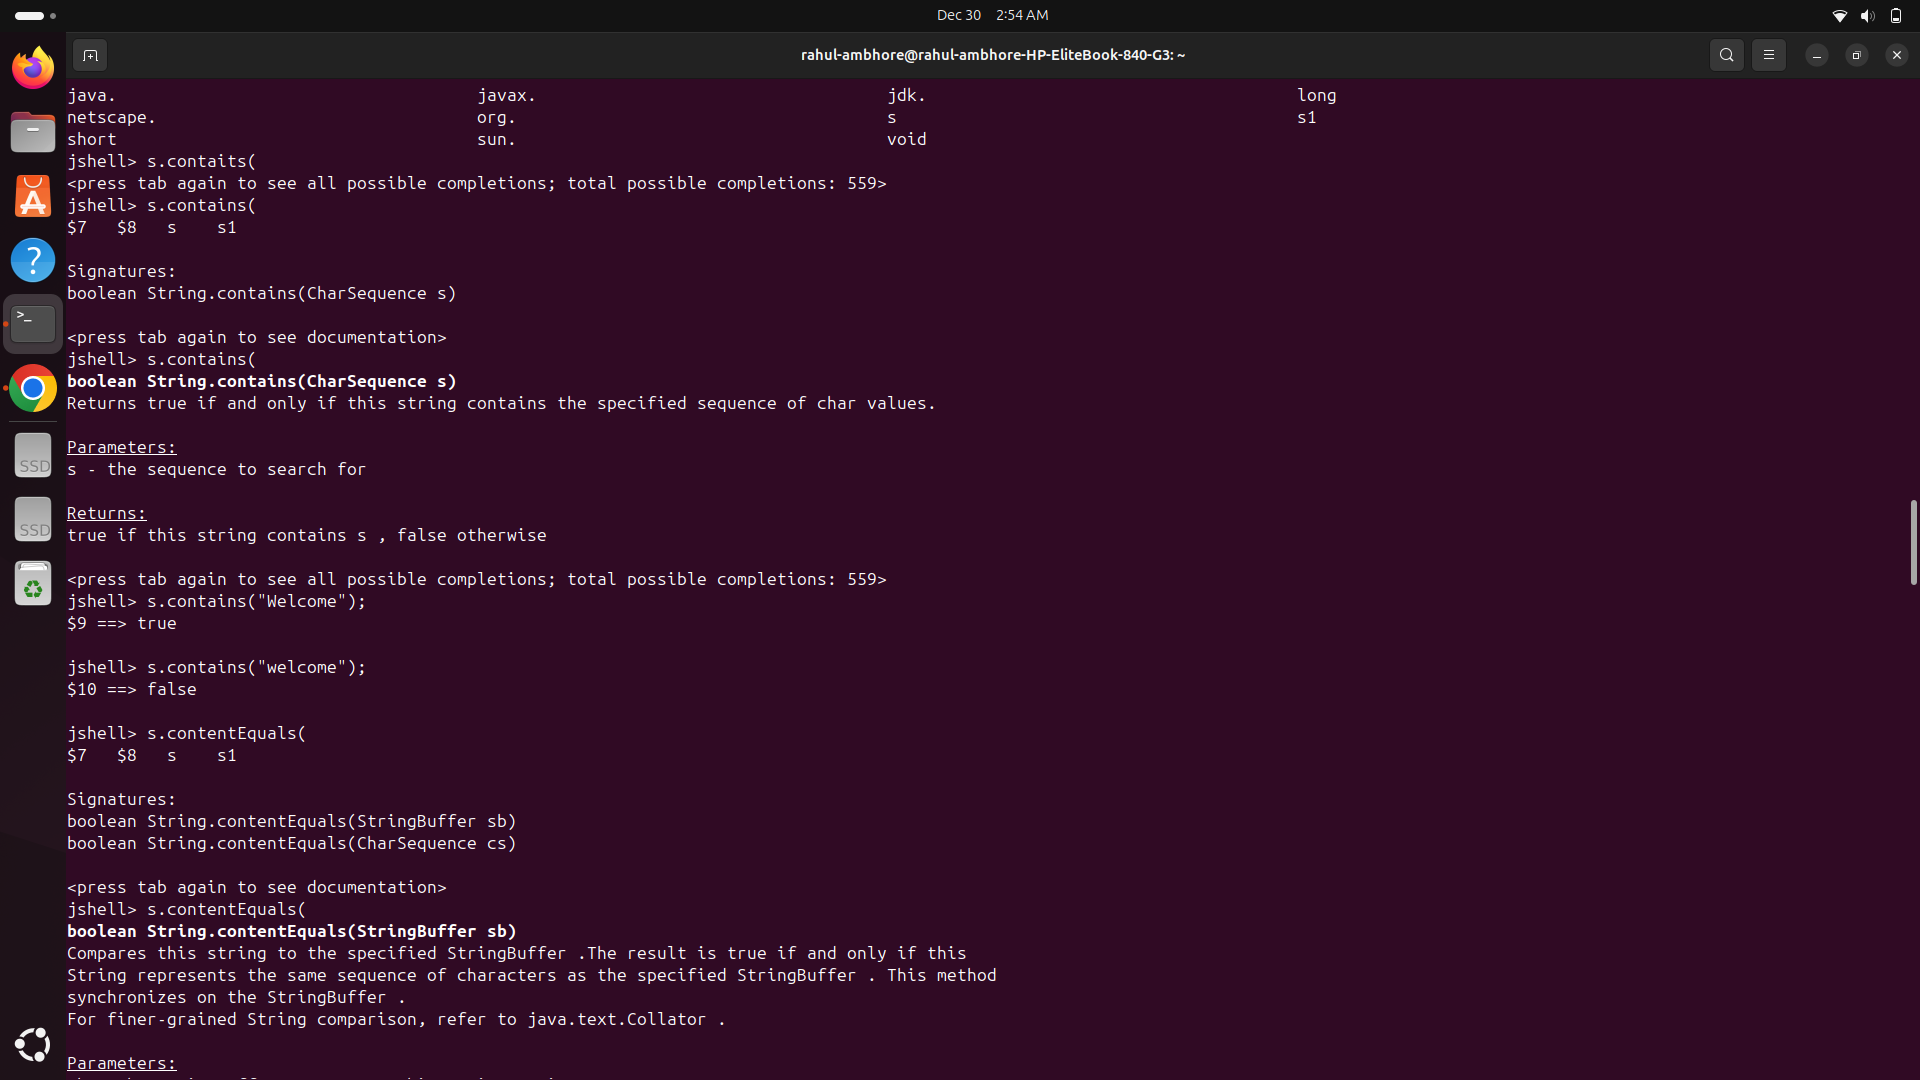 Dec 30 2:54 AM
rahul-ambhore@rahul-ambhore-HP-EliteBook-840-G3: ~
java. javax. jdk. long
netscape. org. s s1
short sun. void
jshell> s.contaits(
<press tab again to see all possible completions; total possible completions: 559>
jshell> s.contains(
$7 $8 s s1
Signatures:
boolean String.contains(CharSequence s)
<press tab again to see documentation>
jshell> s.contains(
boolean String.contains(CharSequence s)
Returns true if and only if this string contains the specified sequence of char values.
Parameters:
s - the sequence to search for
Returns:
true if this string contains s , false otherwise
<press tab again to see all possible completions; total possible completions: 559>
jshell> s.contains("Welcome");
$9 ==> true
jshell> s.contains("welcome");
$10 ==> false
jshell> s.contentEquals(
$7 $8 s s1
Signatures:
boolean String.contentEquals(StringBuffer sb)
boolean String.contentEquals(CharSequence cs)
<press tab again to see documentation>
jshell> s.contentEquals(
boolean String.contentEquals(StringBuffer sb)
Compares this string to the specified StringBuffer .The result is true if and only if this
String represents the same sequence of characters as the specified StringBuffer . This method
synchronizes on the StringBuffer .
For finer-grained String comparison, refer to java.text.Collator .
Parameters:
SSD
SSD